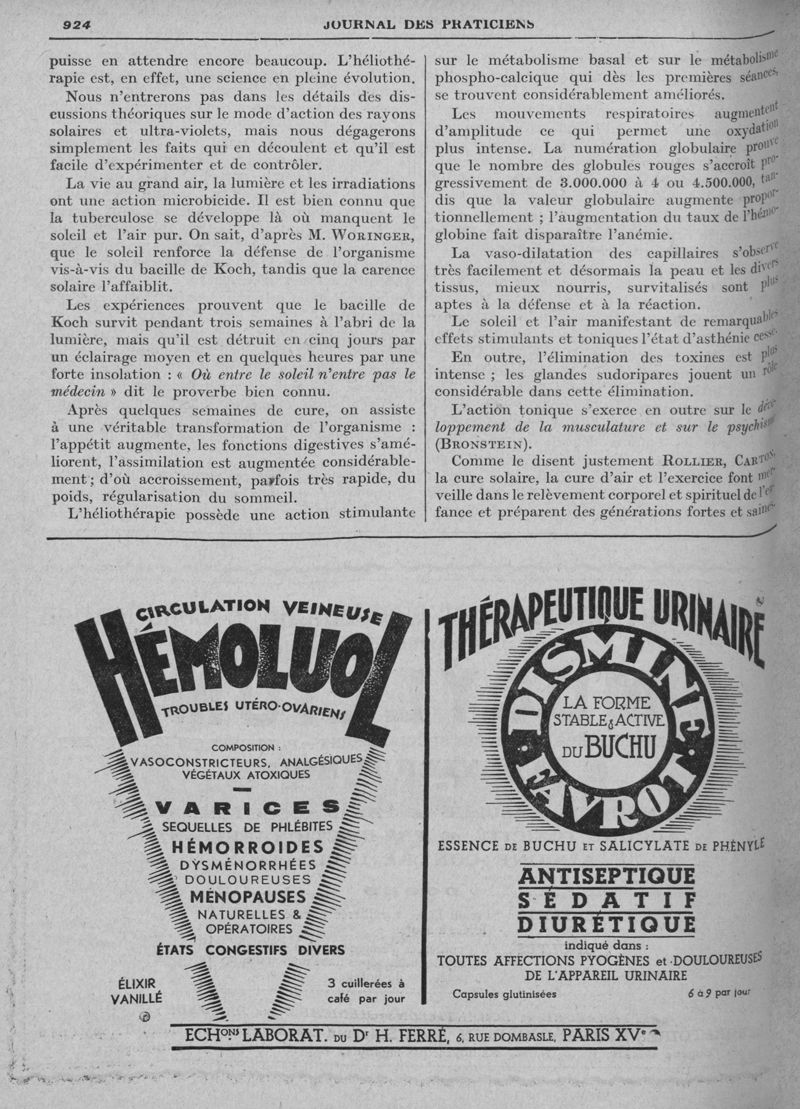 924
JOURNAL DES PRATICIENS
puisse en attendre encore beaucoup. L'héliothé-
rapie est, en effet, une science en pleine évolution.
Nous n'entrerons pas dans les détails des dis-
cussions théoriques sur le mode d'action des rayons
solaires et ultra-violets, mais nous dégagerons
simplement les faits qui en découlent et qu'il est
facile d'expérimenter et de contrôler.
La vie au grand air, la lumière et les irradiations
ont une action microbicide. Il est bien connu que
la tuberculose se développe là où manquent le
soleil et l'air pur. On sait, d'après M. WORINGER,
que le soleil renforce la défense de l'organisme
vis-à-vis du bacille de Koch, tandis que la carence
solaire l'affaiblit.
Les expériences prouvent que le bacille de
Koch survit pendant trois semaines à l'abri de la
lumière, mais qu'il est détruit en cinq jours par
un éclairage moyen et en quelques heures par une
forte insolation : « Où entre le soleil n'entre pas le
médecin » dit le proverbe bien connu.
Après quelques semaines de cure, on assiste
à une véritable transformation de l'organisme :
l'appétit augmente, les fonctions digestives s'amé-
liorent, l'assimilation est augmentée considérable-
ment ; d'où accroissement, parfois très rapide, du
poids, régularisation du sommeil.
L'héliothérapie possède une action stimulante
sur le métabolisme basal et sur le métabolisme
phospho-calcique qui dès les premières séances,
se trouvent considérablement améliorés.
Les mouvements respiratoires augmentent
d'amplitude ce qui permet une oxydation
plus intense. La numération globulaire prouve
que le nombre des globules rouges s'accroît pro-
gressivement de 3.000.000 à 4 ou 4.500.000, tan-
dis que la valeur globulaire augmente propor-
tionnellement ; l'augmentation du taux de l'hémo-
globine fait disparaître l'anémie.
La vaso-dilatation des capillaires s'observe
très facilement et désormais la peau et les divers
tissus, mieux nourris, survitalisés sont plus
aptes à la défense et à la réaction.
Le soleil et l'air manifestant de remarquables
effets stimulants et toniques l'état d'asthénie cesse.
En outre, l'élimination des toxines est plus
intense ; les glandes sudoripares jouent un rôle
considérable dans cette élimination.
L'action tonique s'exerce en outre sur le déve-
loppement de la musculature et sur le psychisme
(BRONSTEIN).
Comme le disent justement ROLLIER, CARTON,
la cure solaire, la cure d'air et l'exercice font mer-
veille dans le relèvement corporel et spirituel de l'en-
fance et préparent des générations fortes et saines.
CIRCULATION VEINEUSE
HÉMOLUOL
TROUBLES UTÉRO-OVARIENS
COMPOSITION :
VASOCONSTRICTEURS, ANALGÉSIQUES
VÉGÉTAUX ATOXIQUES
VARICES
SEQUELLES DE PHLÉBITES
HÉMORROIDES
DYSMÉNORRHÉES
DOULOUREUSES
MÉNOPAUSES
NATURELLES &
OPÉRATOIRES
ÉTATS CONGESTIFS DIVERS
ÉLIXIR
VANILLÉ
3 cuillerées à
café par jour
THÉRAPEUTIQUE URINAIRE
DISMINE
LA FORME
STABLE & ACTIVE
DU BUCHU
FAVROT
ESSENCE DE BUCHU ET SALICYLATE DE PHÉNYLE
ANTISEPTIQUE
SÉDATIF
DIURÉTIQUE
indiqué dans :
TOUTES AFFECTIONS PYOGÈNES et DOULOUREUSES
DE L'APPAREIL URINAIRE
Capsules glutinisées
6 à 9 par jour
ECHONS LABORAT. DU Dr H. FERRÉ, 6, RUE DOMBASLE, PARIS XVe